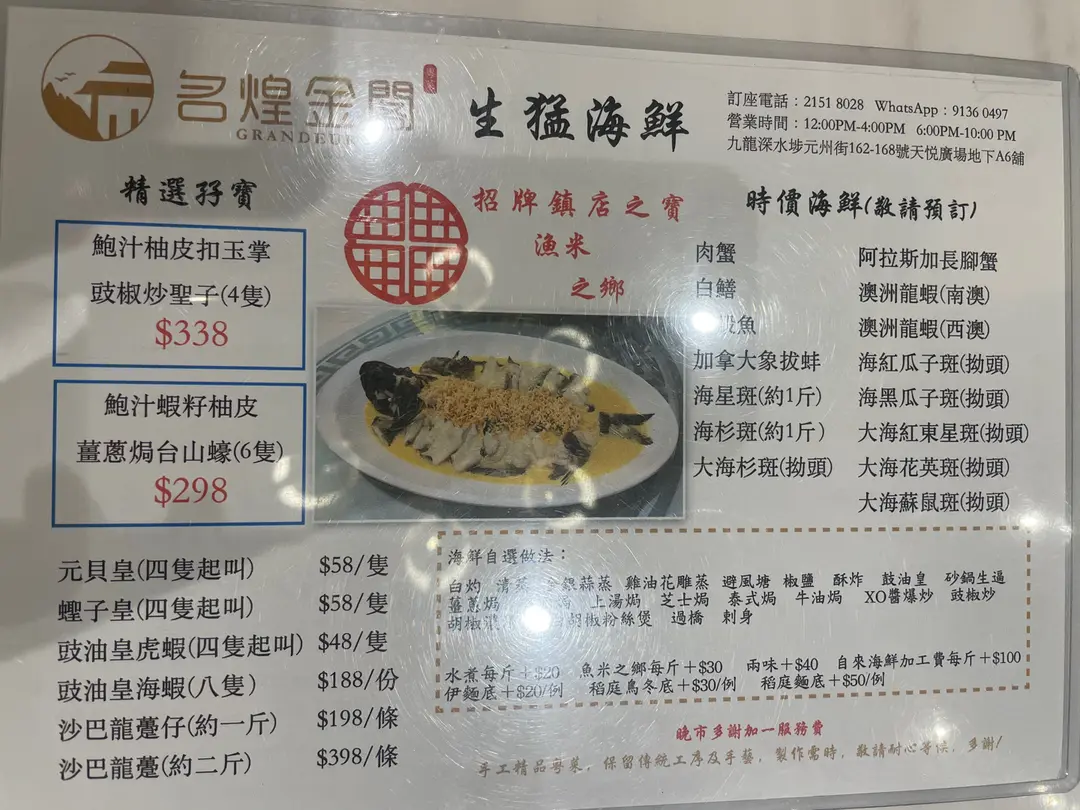 名煌金閣
粵菜
GRANDEUR
生猛海鮮
訂座電話：2151 8028 WhatsApp：9136 0497
營業時間：12:00PM-4:00PM 6:00PM-10:00 PM
九龍深水埗元州街162-168號天悅廣場地下A6舖
精選孖寶
鮑汁柚皮扣玉掌
豉椒炒聖子(4隻)
$338
鮑汁蝦籽柚皮
薑蔥焗台山蠔(6隻)
$298
元貝皇(四隻起叫) $58/隻
蟶子皇(四隻起叫) $58/隻
豉油皇虎蝦(四隻起叫) $48/隻
豉油皇海蝦(八隻) $188/份
沙巴龍躉仔(約一斤) $198/條
沙巴龍躉(約二斤) $398/條
招牌鎮店之寶
漁米
之鄉
時價海鮮(敬請預訂)
肉蟹
白鱔
魚
加拿大象拔蚌
海星斑(約1斤)
海杉斑(約1斤)
大海杉斑(拗頭)
阿拉斯加長腳蟹
澳洲龍蝦(南澳)
澳洲龍蝦(西澳)
海紅瓜子斑(拗頭)
海黑瓜子斑(拗頭)
大海紅東星斑(拗頭)
大海花英斑(拗頭)
大海蘇鼠斑(拗頭)
海鮮自選做法：
白灼 清蒸 銀蒜蒸 雞油花雕蒸 避風塘 椒鹽 酥炸 豉油皇 砂鍋生逼
薑蔥焗 上湯焗 芝士焗 泰式焗 牛油焗 XO醬爆炒 豉椒炒
胡椒 胡椒粉絲煲 過橋 刺身
水煮每斤＋$20 魚米之鄉每斤＋$30 兩味＋$40 自來海鮮加工費每斤＋$100
伊麵底＋$20/例 稻庭烏冬底＋$30/例 稻庭麵底＋$50/例
晚市多謝加一服務費
手工精品粵菜，保留傳統工序及手藝，製作需時，敬請耐心等候，多謝!